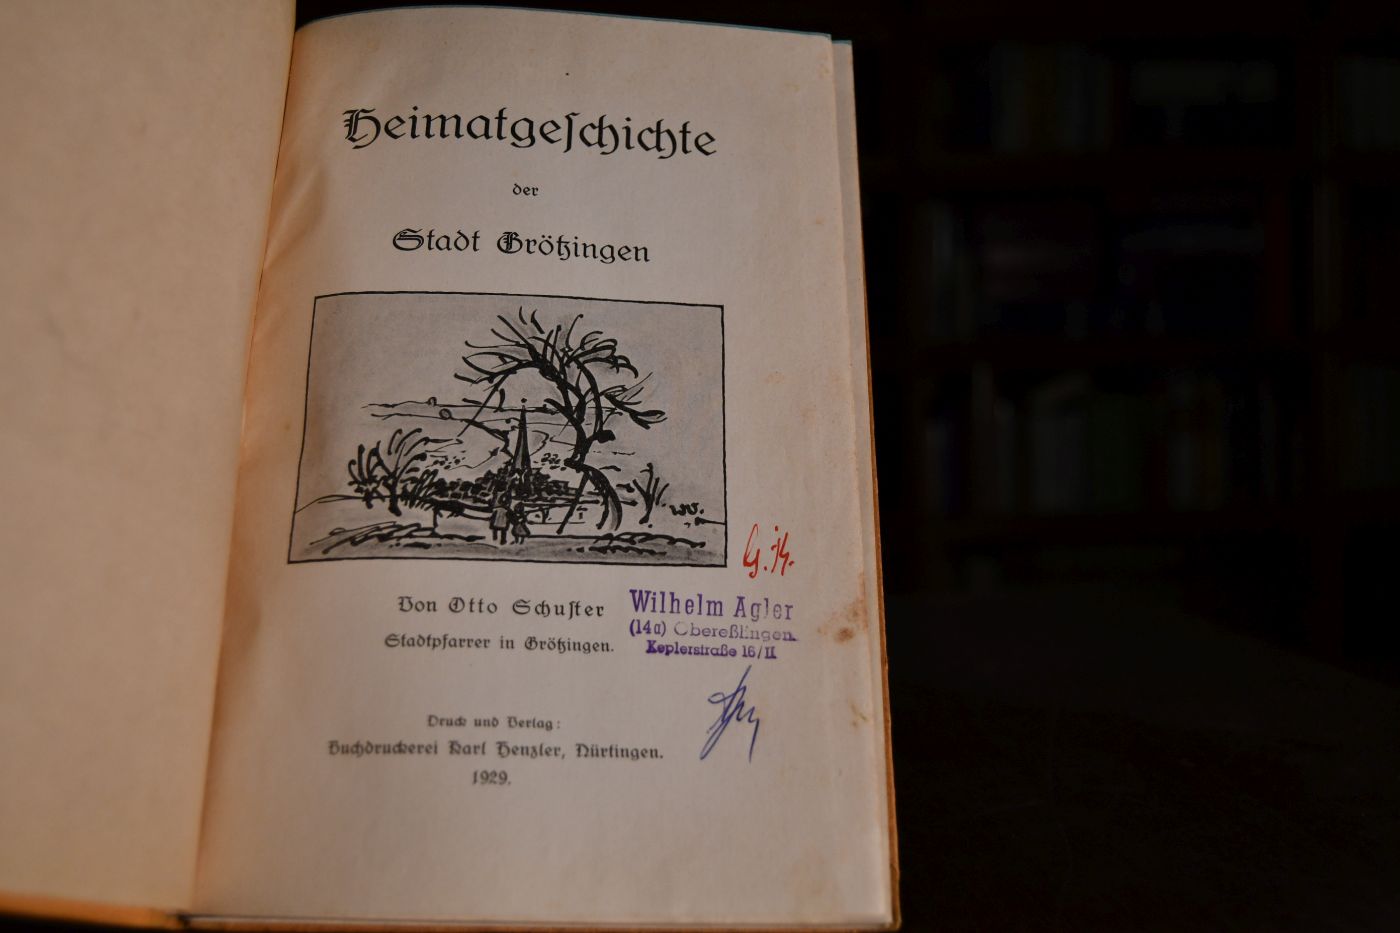 Heimatgeschichte
der
Stadt Grötzingen
W.
Von Otto Schuster
Stadtpfarrer in Grötzingen.
G. K.
Wilhelm Agler
(14a) Obereßlingen
Keplerstraße 16/II
Druck und Verlag:
Buchdruckerei Karl Henzler, Nürtingen.
1929.